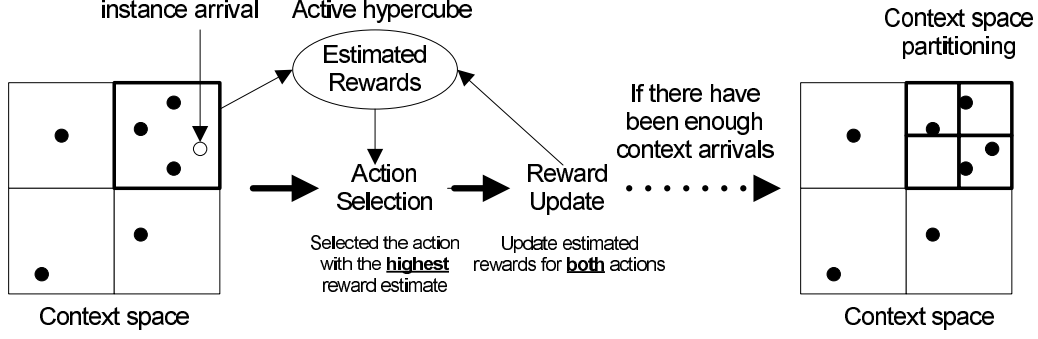 instance arrival
Active hypercube
Estimated
Rewards
Action
Selection
Selected the action
with the highest
reward estimate
Reward
Update
Update estimated
rewards for both actions
If there have
been enough
context arrivals
Context space
partitioning
Context space
Context space